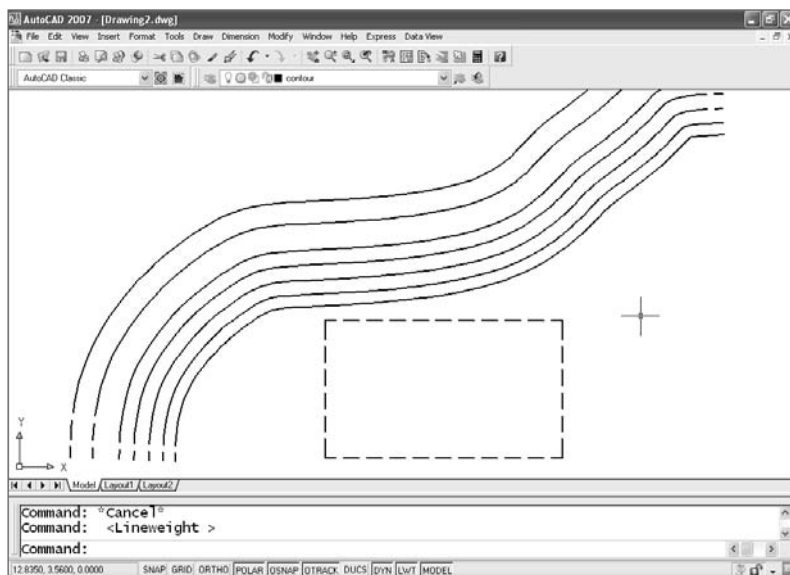 AutoCAD 2007 - [Drawing2.dwg]
File Edit View Insert Format Tools Draw Dimension Modify Window Help Express Data View
AutoCAD Classic contour
Y
X
Model Layout1 Layout2
Command: *Cancel*
Command: <Lineweight >
Command:
12.8350, 3.5600, 0.0000 SNAP GRID ORTHO POLAR OSNAP OTRACK DUCS DYN LWT MODEL